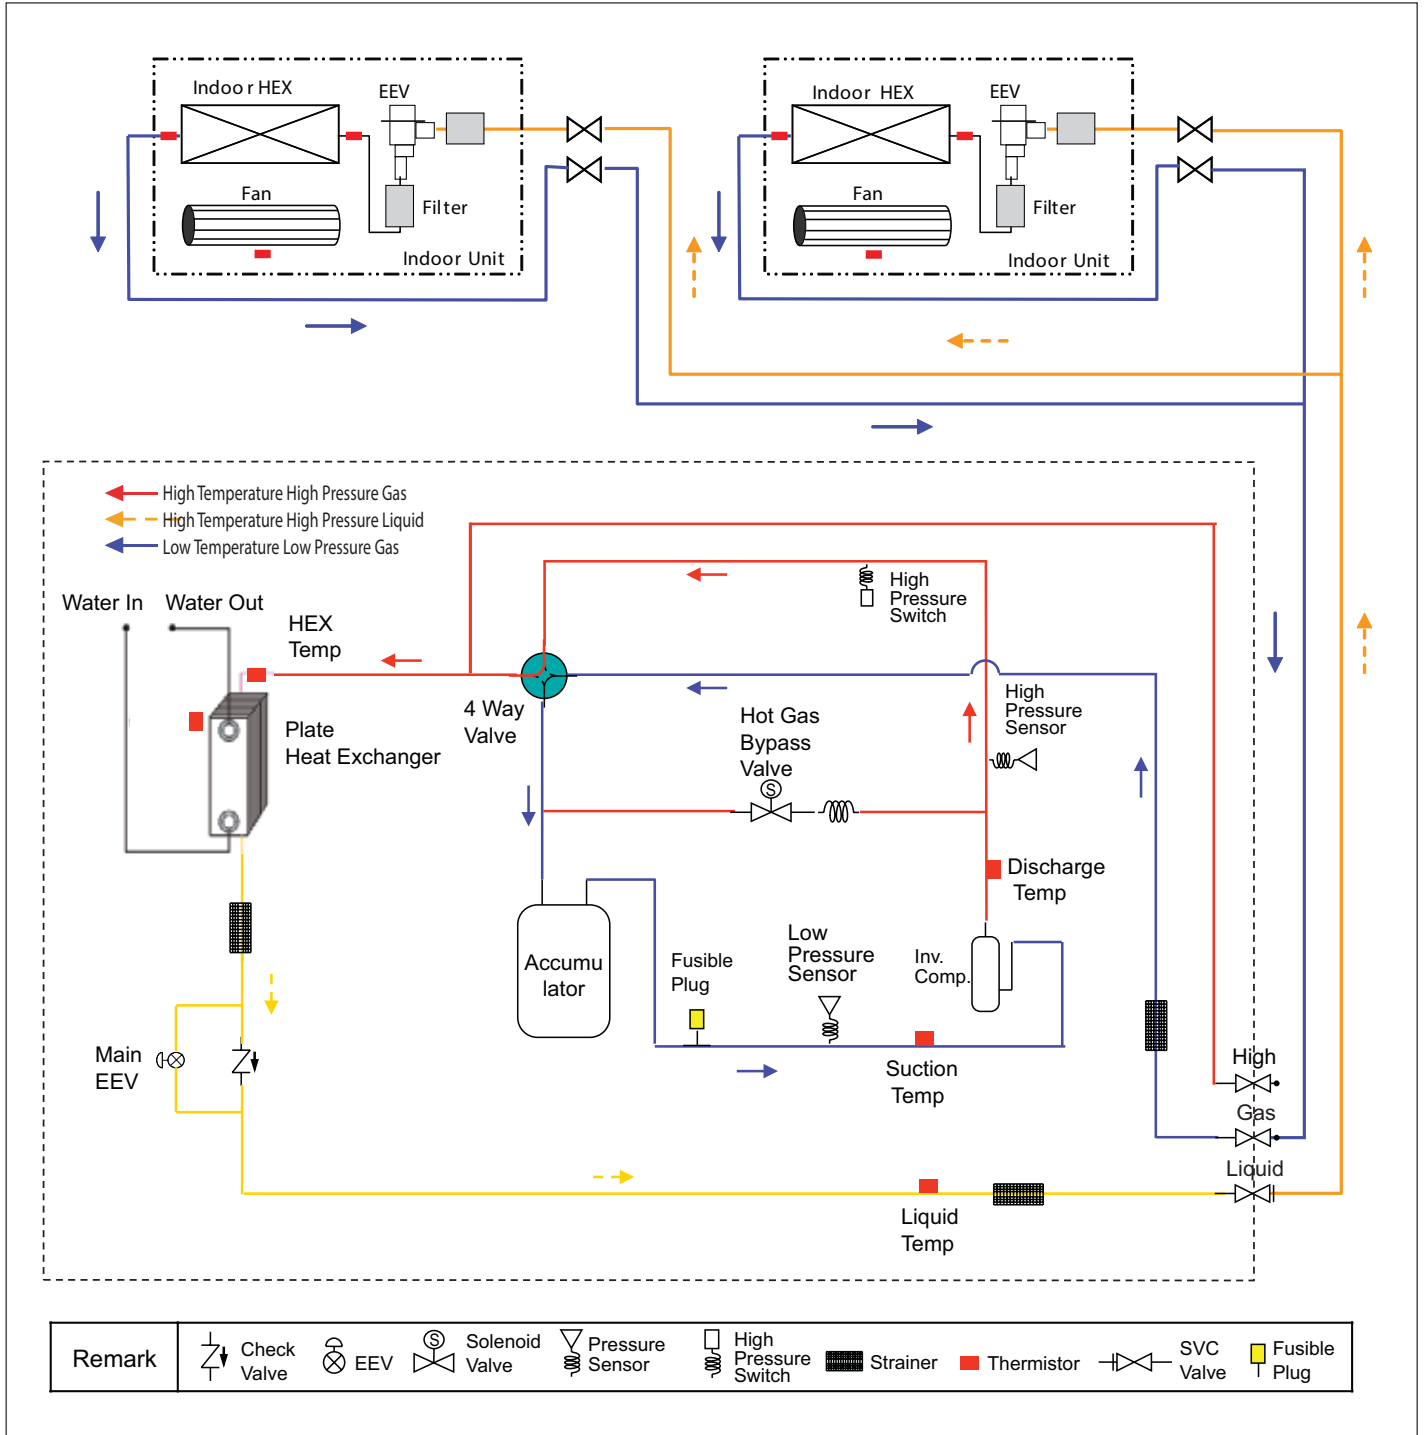 Indoor HEX
EEV
Fan
Filter
Indoor Unit
Indoor HEX
EEV
Fan
Filter
Indoor Unit
High Temperature High Pressure Gas
High Temperature High Pressure Liquid
Low Temperature Low Pressure Gas
Water In
Water Out
HEX
Temp
Plate
Heat Exchanger
4 Way
Valve
High
Pressure
Switch
High
Pressure
Sensor
Hot Gas
Bypass
Valve
S
Discharge
Temp
Accumu
lator
Fusible
Plug
Low
Pressure
Sensor
Inv.
Comp.
Suction
Temp
Main
EEV
High
Gas
Liquid
Liquid
Temp
Remark
Check
Valve
EEV
S
Solenoid
Valve
Pressure
Sensor
High
Pressure
Switch
Strainer
Thermistor
SVC
Valve
Fusible
Plug